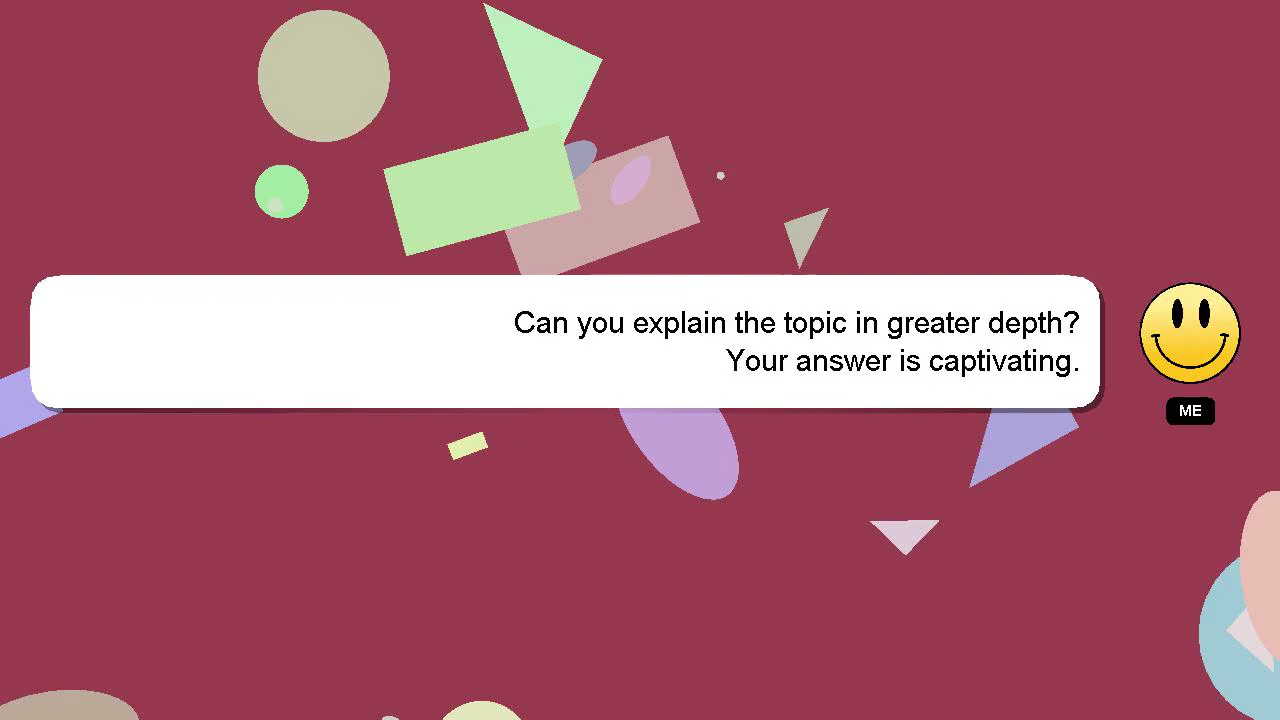 Can you explain the topic in greater depth?
Your answer is captivating.
ME